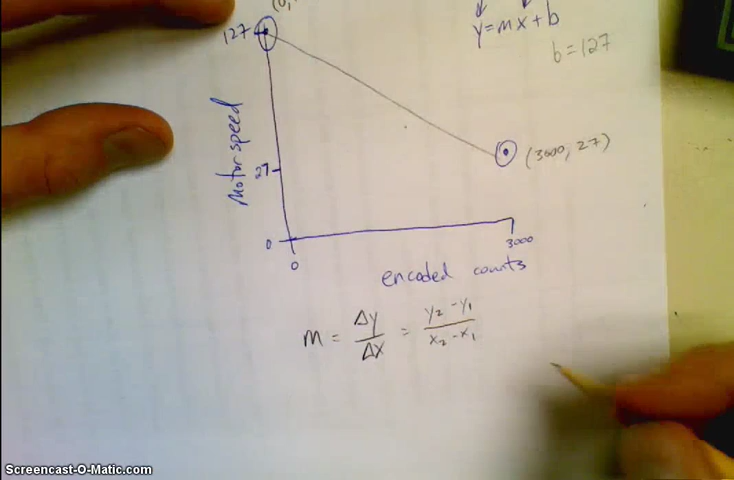 (0,
y=mx+b
b=127
127
Motor speed
(3000, 27)
27
0
0
3000
encoded counts
m = Δy/Δx = y₂-y₁/x₂-x₁
Screencast-O-Matic.com